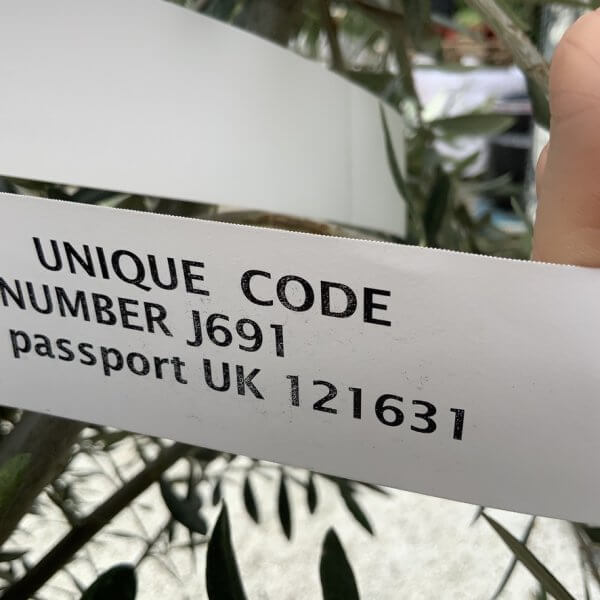 UNIQUE CODE
NUMBER J691
passport UK 121631